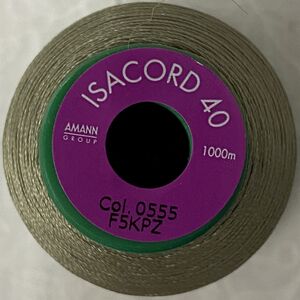 ISACORD 40
AMANN
GROUP
1000m
Col. 0555
F5KPZ